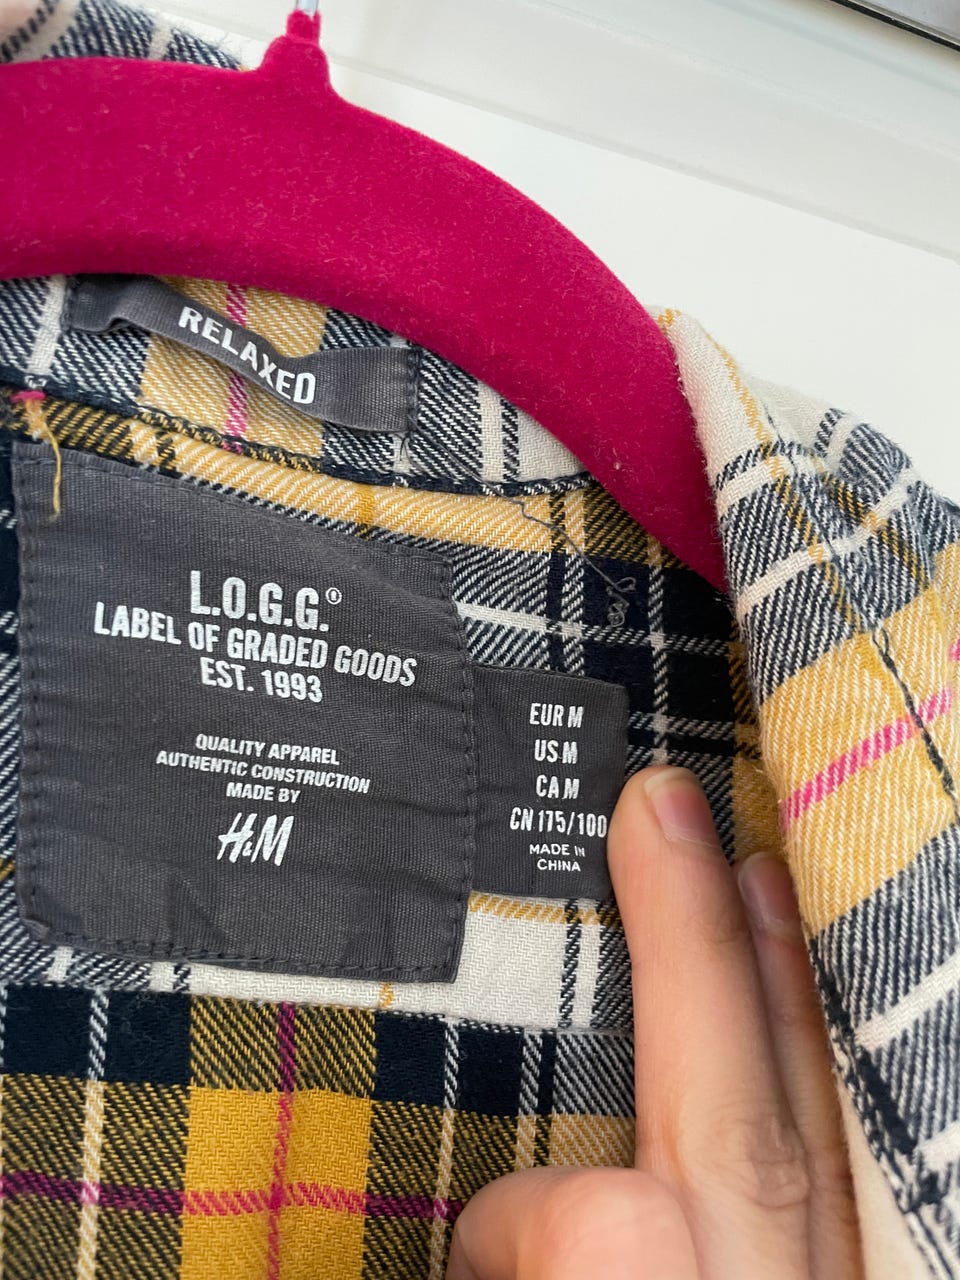 RELAXED
L.O.G.G.®
LABEL OF GRADED GOODS
EST. 1993
QUALITY APPAREL
AUTHENTIC CONSTRUCTION
MADE BY
H&M
EUR M
US M
CA M
CN 175/100
MADE IN
CHINA